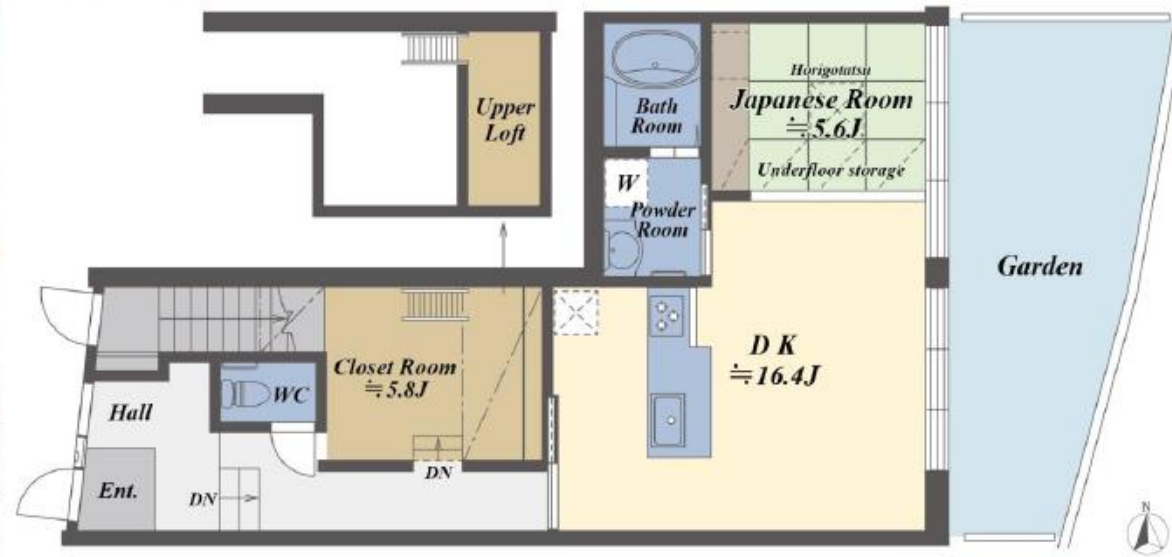 Upper
Loft
Bath
Room
Horigotatsu
Japanese Room
≒5.6J
Underfloor storage
W
Powder
Room
Garden
Closet Room
≒5.8J
D K
≒16.4J
WC
Hall
Ent.
DN
DN
N